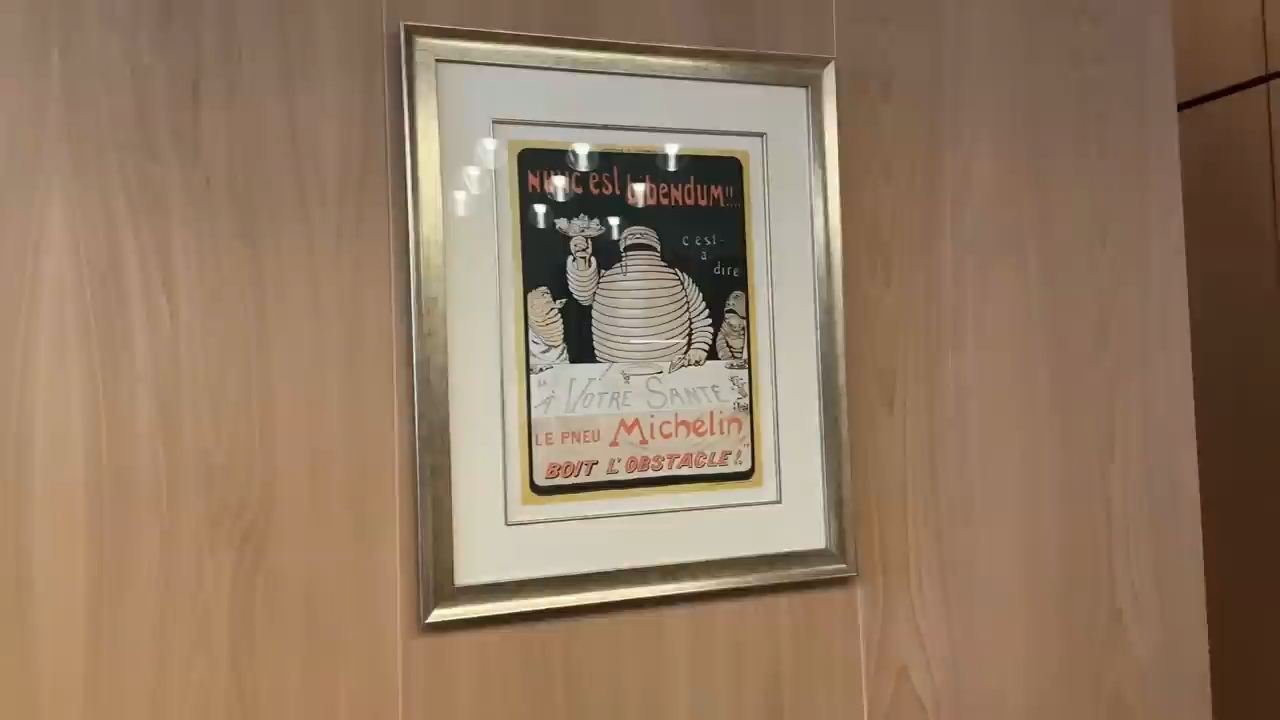 NUNC est bibENDUM!!..
c'est-
à
dire
"À VOTRE SANTÉ
LE PNEU Michelin
BOIT L'OBSTACLE!"